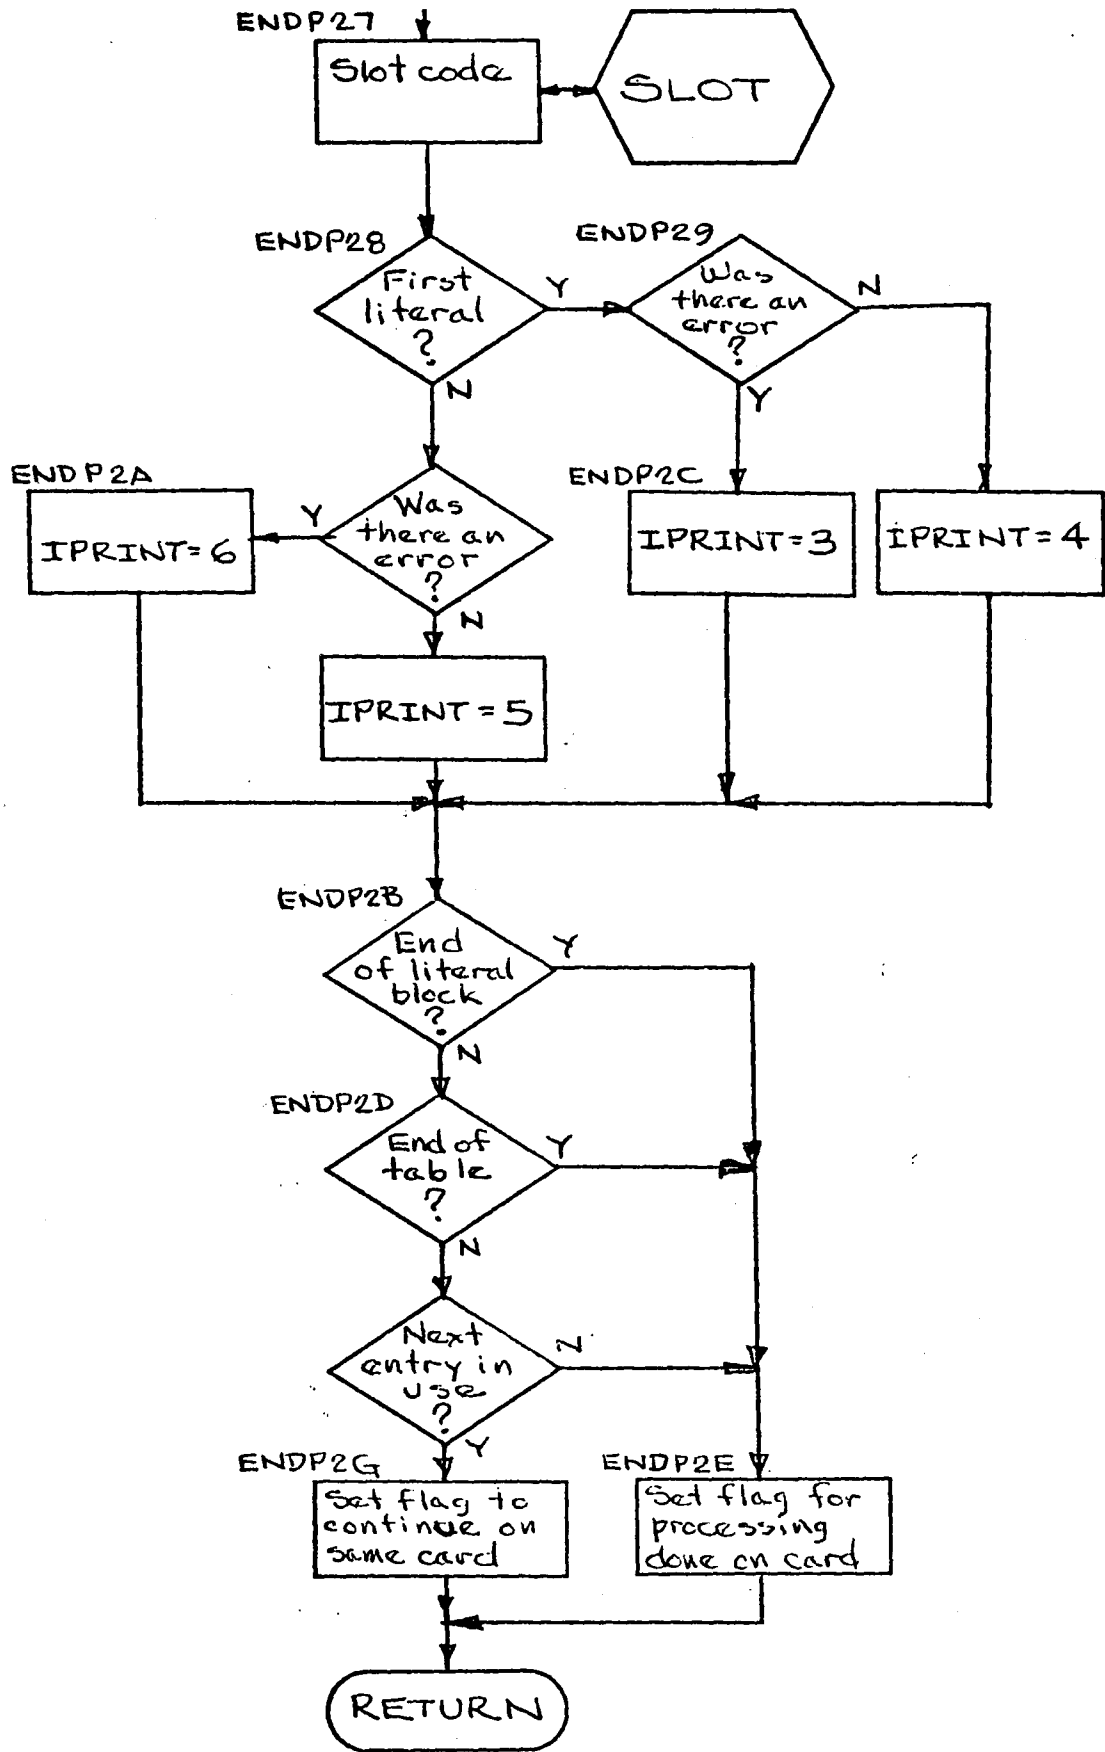 ENDP27
Slot code
SLOT
ENDP28
First
literal
?
Y
N
ENDP29
Was
there an
error
?
N
Y
ENDP2A
IPRINT=6
Y
Was
there an
error
?
N
ENDP2C
IPRINT=3
IPRINT=4
IPRINT=5
ENDP2B
End
of literal
block
?
Y
N
ENDP2D
End of
table
?
Y
N
Next
entry in
use
?
N
Y
ENDP2G
Set flag to
continue on
same card
ENDP2E
Set flag for
processing
done on card
RETURN